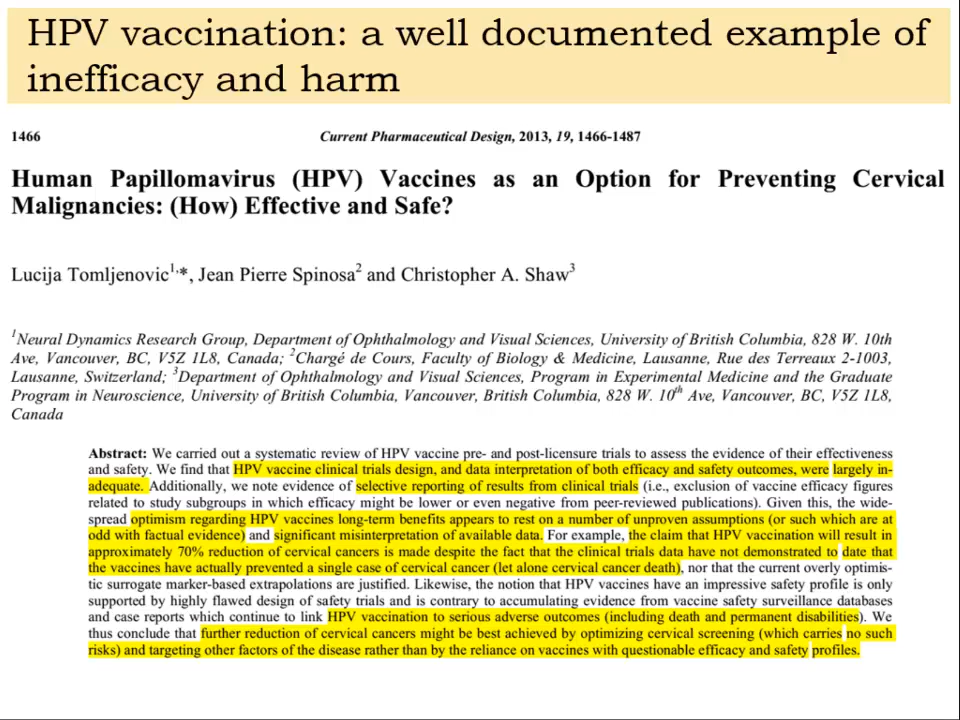 HPV vaccination: a well documented example of
inefficacy and harm
1466
Current Pharmaceutical Design, 2013, 19, 1466-1487
Human Papillomavirus (HPV) Vaccines as an Option for Preventing Cervical
Malignancies: (How) Effective and Safe?
Lucija Tomljenovic1,*, Jean Pierre Spinosa2 and Christopher A. Shaw3
1Neural Dynamics Research Group, Department of Ophthalmology and Visual Sciences, University of British Columbia, 828 W. 10th
Ave, Vancouver, BC, V5Z 1L8, Canada; 2Chargé de Cours, Faculty of Biology & Medicine, Lausanne, Rue des Terreaux 2-1003,
Lausanne, Switzerland; 3Department of Ophthalmology and Visual Sciences, Program in Experimental Medicine and the Graduate
Program in Neuroscience, University of British Columbia, Vancouver, British Columbia, 828 W. 10th Ave, Vancouver, BC, V5Z 1L8,
Canada
Abstract: We carried out a systematic review of HPV vaccine pre- and post-licensure trials to assess the evidence of their effectiveness
and safety. We find that HPV vaccine clinical trials design, and data interpretation of both efficacy and safety outcomes, were largely in-
adequate. Additionally, we note evidence of selective reporting of results from clinical trials (i.e., exclusion of vaccine efficacy figures
related to study subgroups in which efficacy might be lower or even negative from peer-reviewed publications). Given this, the wide-
spread optimism regarding HPV vaccines long-term benefits appears to rest on a number of unproven assumptions (or such which are at
odd with factual evidence) and significant misinterpretation of available data. For example, the claim that HPV vaccination will result in
approximately 70% reduction of cervical cancers is made despite the fact that the clinical trials data have not demonstrated to date that
the vaccines have actually prevented a single case of cervical cancer (let alone cervical cancer death), nor that the current overly optimis-
tic surrogate marker-based extrapolations are justified. Likewise, the notion that HPV vaccines have an impressive safety profile is only
supported by highly flawed design of safety trials and is contrary to accumulating evidence from vaccine safety surveillance databases
and case reports which continue to link HPV vaccination to serious adverse outcomes (including death and permanent disabilities). We
thus conclude that further reduction of cervical cancers might be best achieved by optimizing cervical screening (which carries no such
risks) and targeting other factors of the disease rather than by the reliance on vaccines with questionable efficacy and safety profiles.